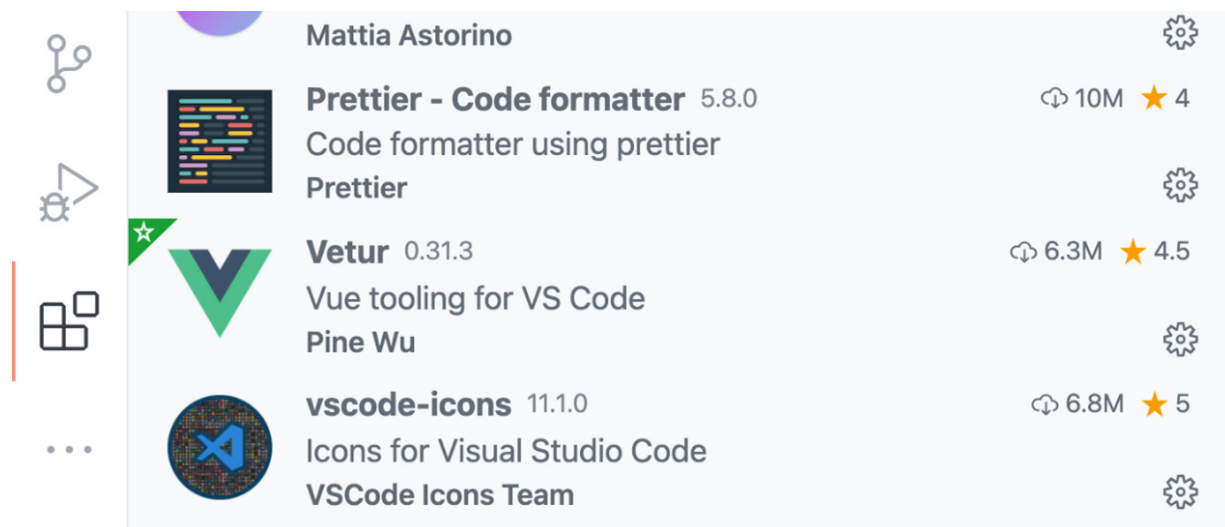 Mattia Astorino
Prettier - Code formatter 5.8.0 10M 4
Code formatter using prettier
Prettier
Vetur 0.31.3 6.3M 4.5
Vue tooling for VS Code
Pine Wu
vscode-icons 11.1.0 6.8M 5
Icons for Visual Studio Code
VSCode Icons Team